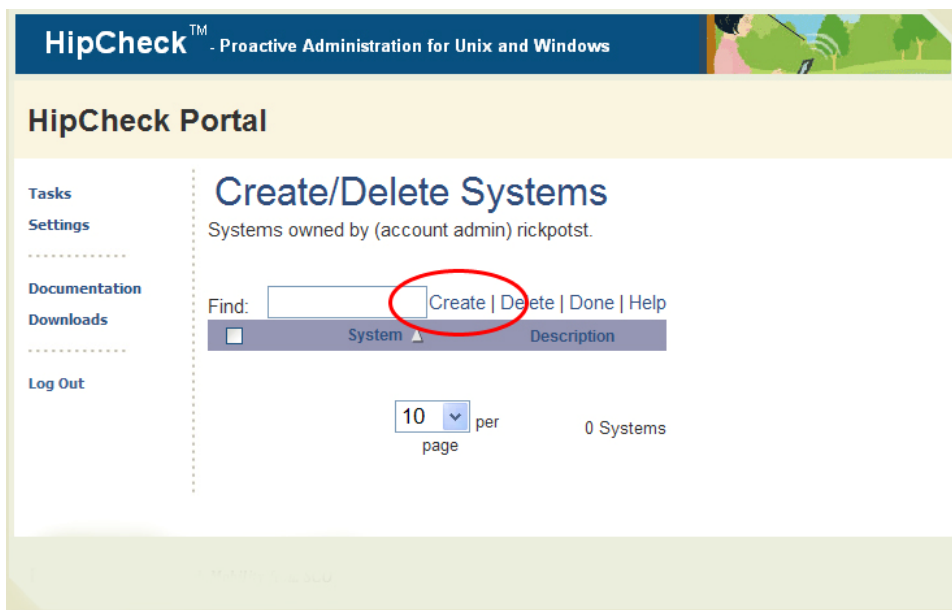 HipCheck™ - Proactive Administration for Unix and Windows
HipCheck Portal
Tasks
Settings
Documentation
Downloads
Log Out
Create/Delete Systems
Systems owned by (account admin) rickpotst.
Find: Create | Delete | Done | Help
System Description
10 per page
0 Systems